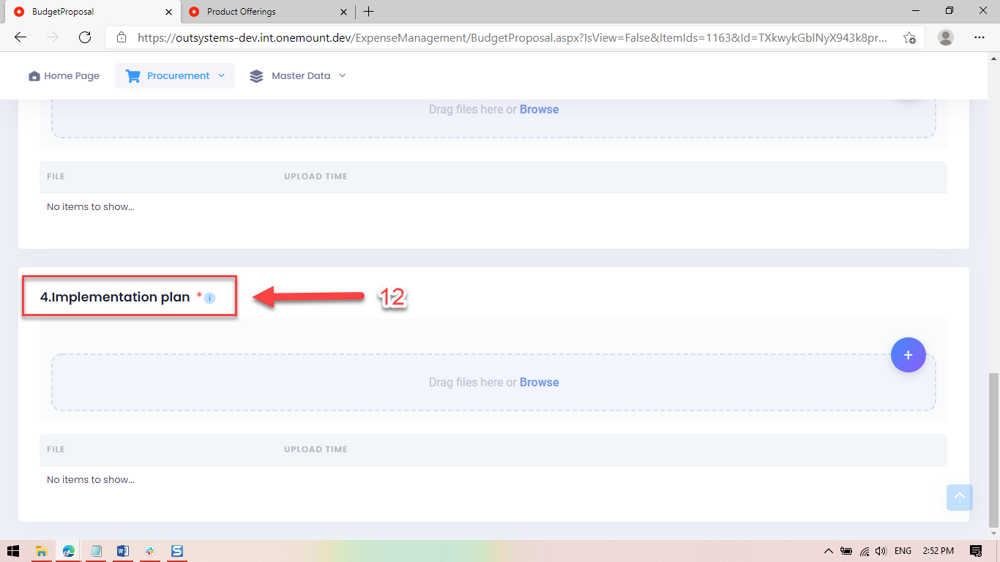 BudgetProposal
Product Offerings
https://outsystems-dev.int.onemount.dev/ExpenseManagement/BudgetProposal.aspx?IsView=False&ItemIds=1163&Id=TXkwykGblNyX943k8pr...
Home Page Procurement Master Data
Drag files here or Browse
FILE UPLOAD TIME
No items to show...
4.Implementation plan * i
12
+
Drag files here or Browse
FILE UPLOAD TIME
No items to show...
ENG 2:52 PM